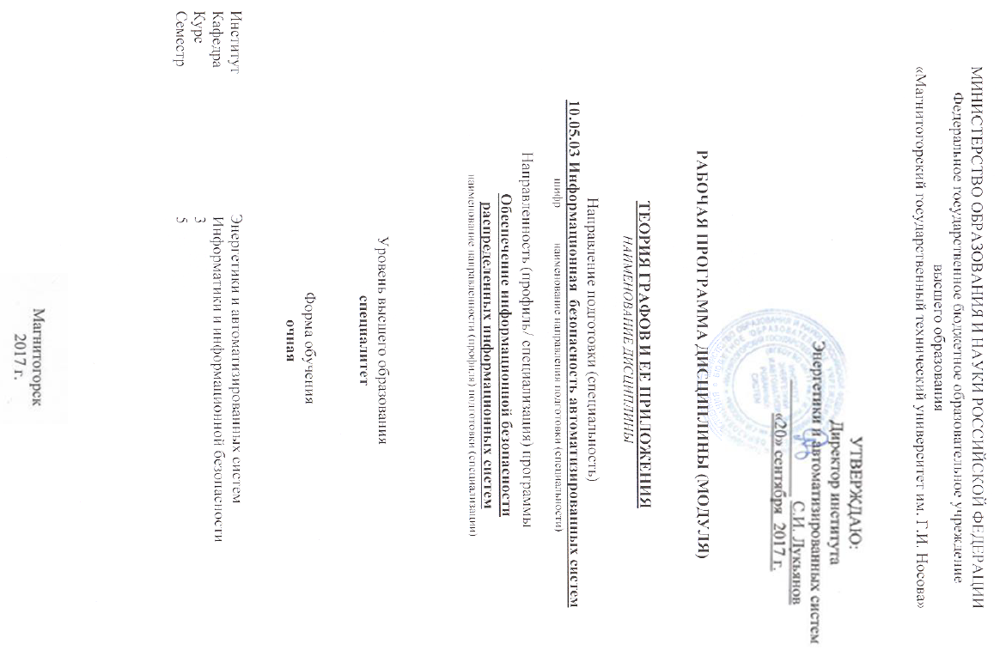 МИНИСТЕРСТВО ОБРАЗОВАНИЯ И НАУКИ РОССИЙСКОЙ ФЕДЕРАЦИИ
Федеральное государственное бюджетное образовательное учреждение
высшего образования
«Магнитогорский государственный технический университет им. Г.И. Носова»
УТВЕРЖДАЮ:
Директор института
Энергетики и автоматизированных систем
С.И. Лукьянов
«20» сентября 2017 г.
РАБОЧАЯ ПРОГРАММА ДИСЦИПЛИНЫ (МОДУЛЯ)
ТЕОРИЯ ГРАФОВ И ЕЕ ПРИЛОЖЕНИЯ
НАИМЕНОВАНИЕ ДИСЦИПЛИНЫ
Направление подготовки (специальность)
10.05.03 Информационная безопасность автоматизированных систем
шифр наименование направления подготовки (специальности)
Направленность (профиль/ специализация) программы
Обеспечение информационной безопасности
распределенных информационных систем
наименование направленности (профиля) подготовки (специализации)
Уровень высшего образования
специалитет
Форма обучения
очная
Институт Энергетики и автоматизированных систем
Кафедра Информатики и информационной безопасности
Курс 3
Семестр 5
Магнитогорск
2017 г.